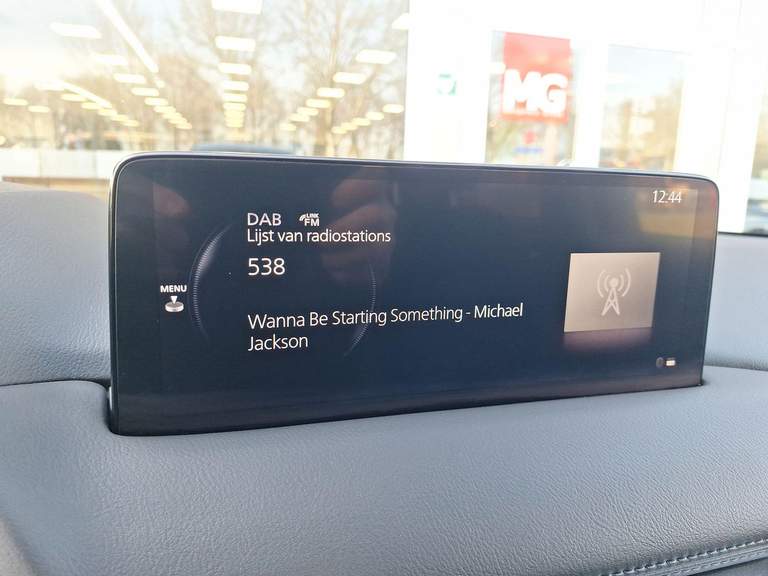 MG
12:44
DAB LINK FM
Lijst van radiostations
538
MENU
Wanna Be Starting Something - Michael
Jackson